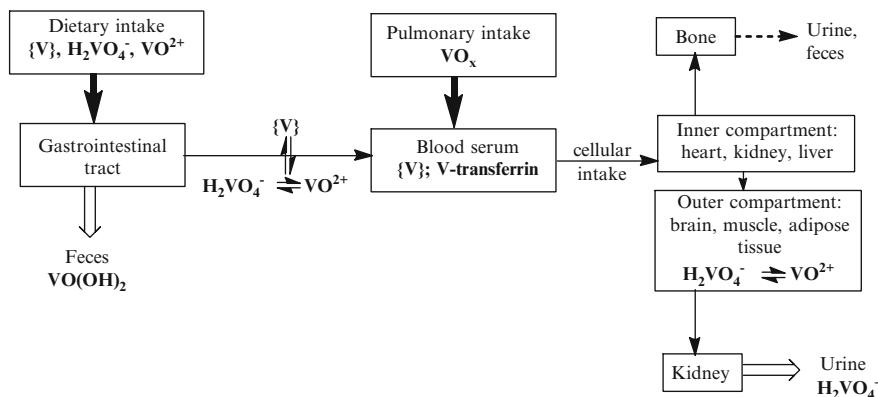 Dietary intake
{V}, H₂VO₄⁻, VO²⁺
Pulmonary intake
VOₓ
Bone
Urine,
feces
Gastrointestinal
tract
{V}
H₂VO₄⁻ ⇌ VO²⁺
Blood serum
{V}; V-transferrin
cellular
intake
Inner compartment:
heart, kidney, liver
Outer compartment:
brain, muscle, adipose
tissue
H₂VO₄⁻ ⇌ VO²⁺
Feces
VO(OH)₂
Kidney
Urine
H₂VO₄⁻